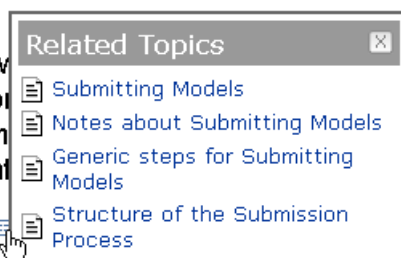 Related Topics
Submitting Models
Notes about Submitting Models
Generic steps for Submitting
Models
Structure of the Submission
Process